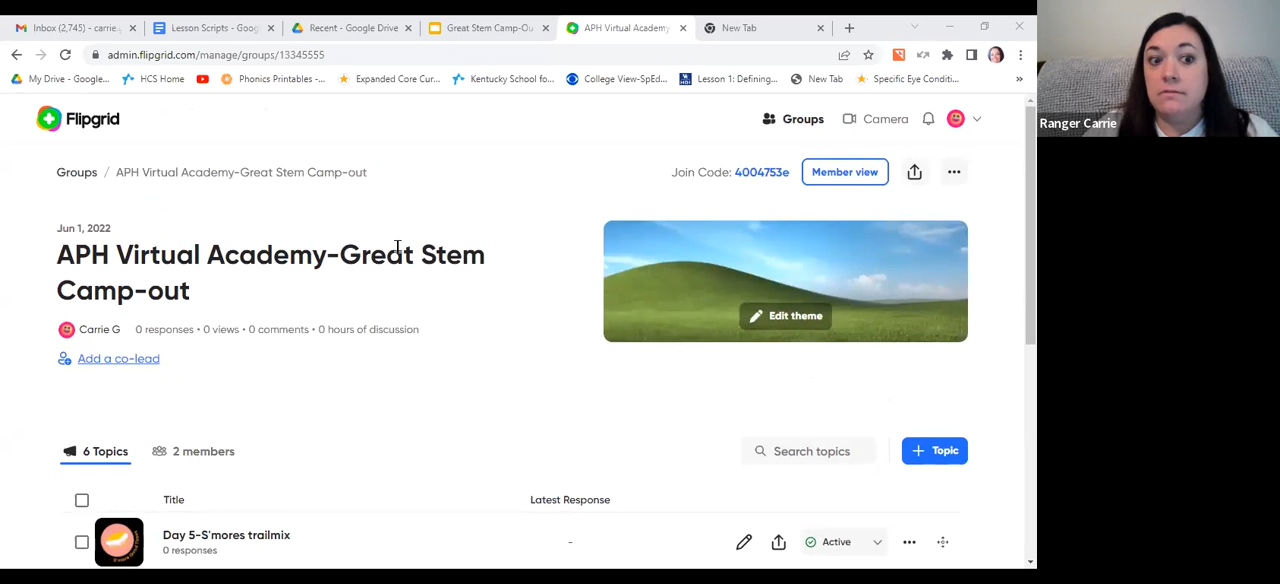 Inbox (2,745) - carrie.g
Lesson Scripts - Goog
Recent - Google Drive
Great Stem Camp-Ou
APH Virtual Academy
New Tab
admin.flipgrid.com/manage/groups/13345555
My Drive - Google...
HCS Home
Phonics Printables -...
Expanded Core Cur...
Kentucky School fo...
College View-SpEd...
Lesson 1: Defining...
New Tab
Specific Eye Conditi...
»
Ranger Carrie
Flipgrid
Groups
Camera
Groups / APH Virtual Academy-Great Stem Camp-out
Join Code: 4004753e
Member view
Jun 1, 2022
APH Virtual Academy-Great Stem
Camp-out
Edit theme
Carrie G 0 responses • 0 views • 0 comments • 0 hours of discussion
Add a co-lead
6 Topics
2 members
Search topics
+ Topic
Title
Latest Response
Day 5-S'mores trailmix
0 responses
-
Active